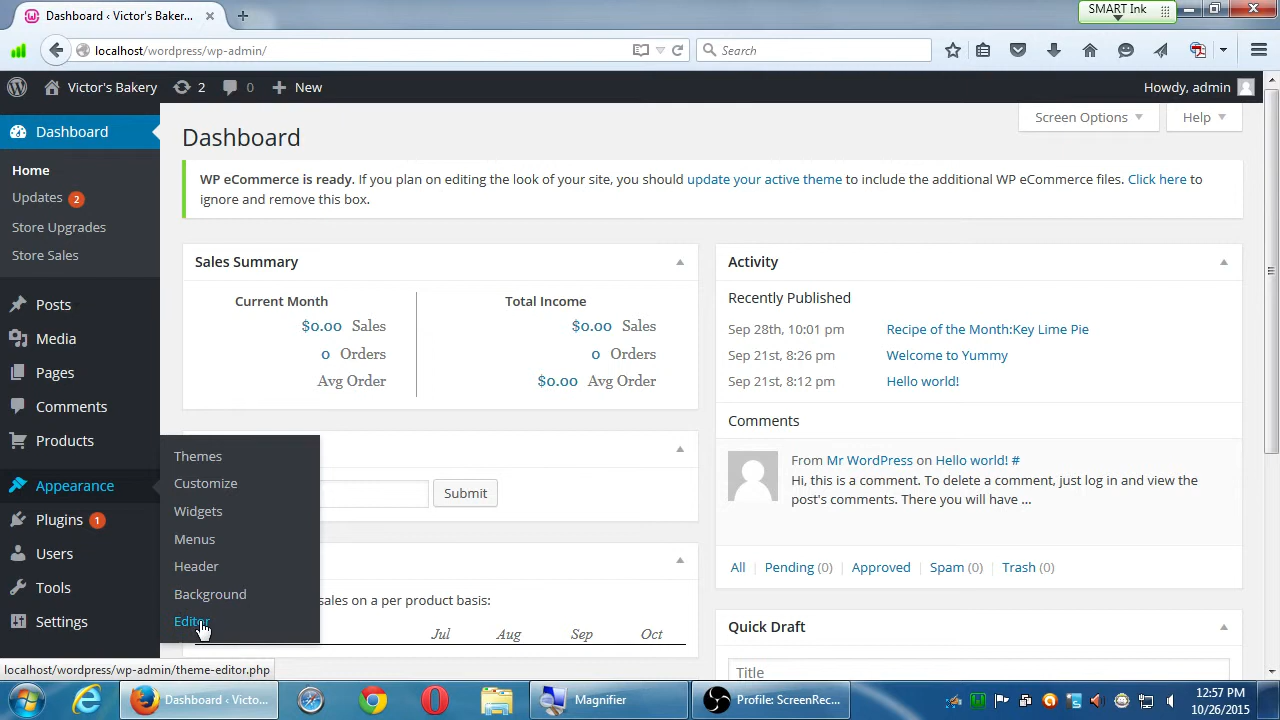 Dashboard ‹ Victor's Bakery...
SMART Ink
localhost/wordpress/wp-admin/
Search
Victor's Bakery
2
0
New
Howdy, admin
Dashboard
Home
Updates 2
Store Upgrades
Store Sales
Posts
Media
Pages
Comments
Products
Appearance
Plugins 1
Users
Tools
Settings
Themes
Customize
Widgets
Menus
Header
Background
Editor
Screen Options
Help
Dashboard
WP eCommerce is ready. If you plan on editing the look of your site, you should update your active theme to include the additional WP eCommerce files. Click here to
ignore and remove this box.
Sales Summary
Current Month
$0.00 Sales
0 Orders
Avg Order
Total Income
$0.00 Sales
0 Orders
$0.00 Avg Order
Submit
sales on a per product basis:
Jul Aug Sep Oct
Activity
Recently Published
Sep 28th, 10:01 pm Recipe of the Month:Key Lime Pie
Sep 21st, 8:26 pm Welcome to Yummy
Sep 21st, 8:12 pm Hello world!
Comments
From Mr WordPress on Hello world! #
Hi, this is a comment. To delete a comment, just log in and view the
post's comments. There you will have ...
All Pending (0) Approved Spam (0) Trash (0)
Quick Draft
Title
localhost/wordpress/wp-admin/theme-editor.php
Dashboard ‹ Victo...
Magnifier
Profile: ScreenRec...
12:57 PM
10/26/2015